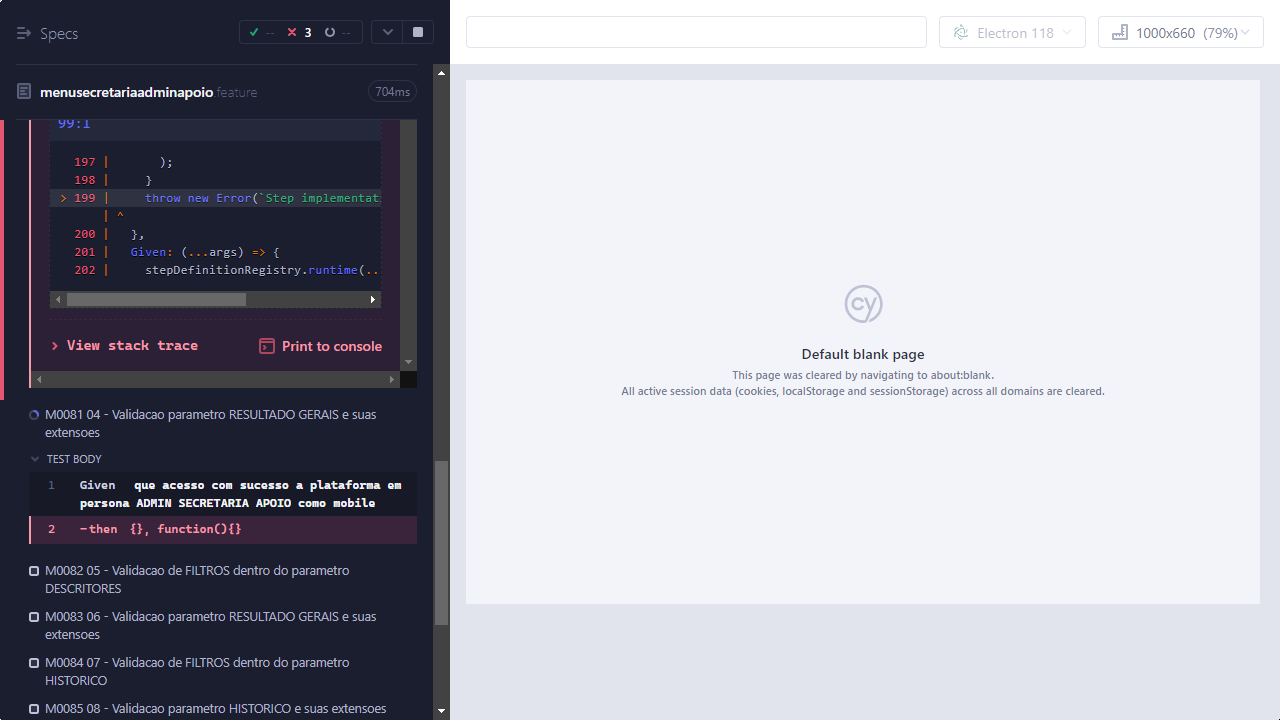 Specs
-- 3 --
Electron 118
1000x660 (79%)
menusecretariaadminapoio.feature 704ms
99:1
197 | );
198 | }
> 199 | throw new Error(`Step implementat
| ^
200 | },
201 | Given: (...args) => {
202 | stepDefinitionRegistry.runtime(..
View stack trace Print to console
M0081 04 - Validacao parametro RESULTADO GERAIS e suas
extensoes
TEST BODY
1 Given que acesso com sucesso a plataforma em
persona ADMIN SECRETARIA APOIO como mobile
2 -then {}, function(){}
M0082 05 - Validacao de FILTROS dentro do parametro
DESCRITORES
M0083 06 - Validacao parametro RESULTADO GERAIS e suas
extensoes
M0084 07 - Validacao de FILTROS dentro do parametro
HISTORICO
M0085 08 - Validacao parametro HISTORICO e suas extensoes
cy
Default blank page
This page was cleared by navigating to about:blank.
All active session data (cookies, localStorage and sessionStorage) across all domains are cleared.